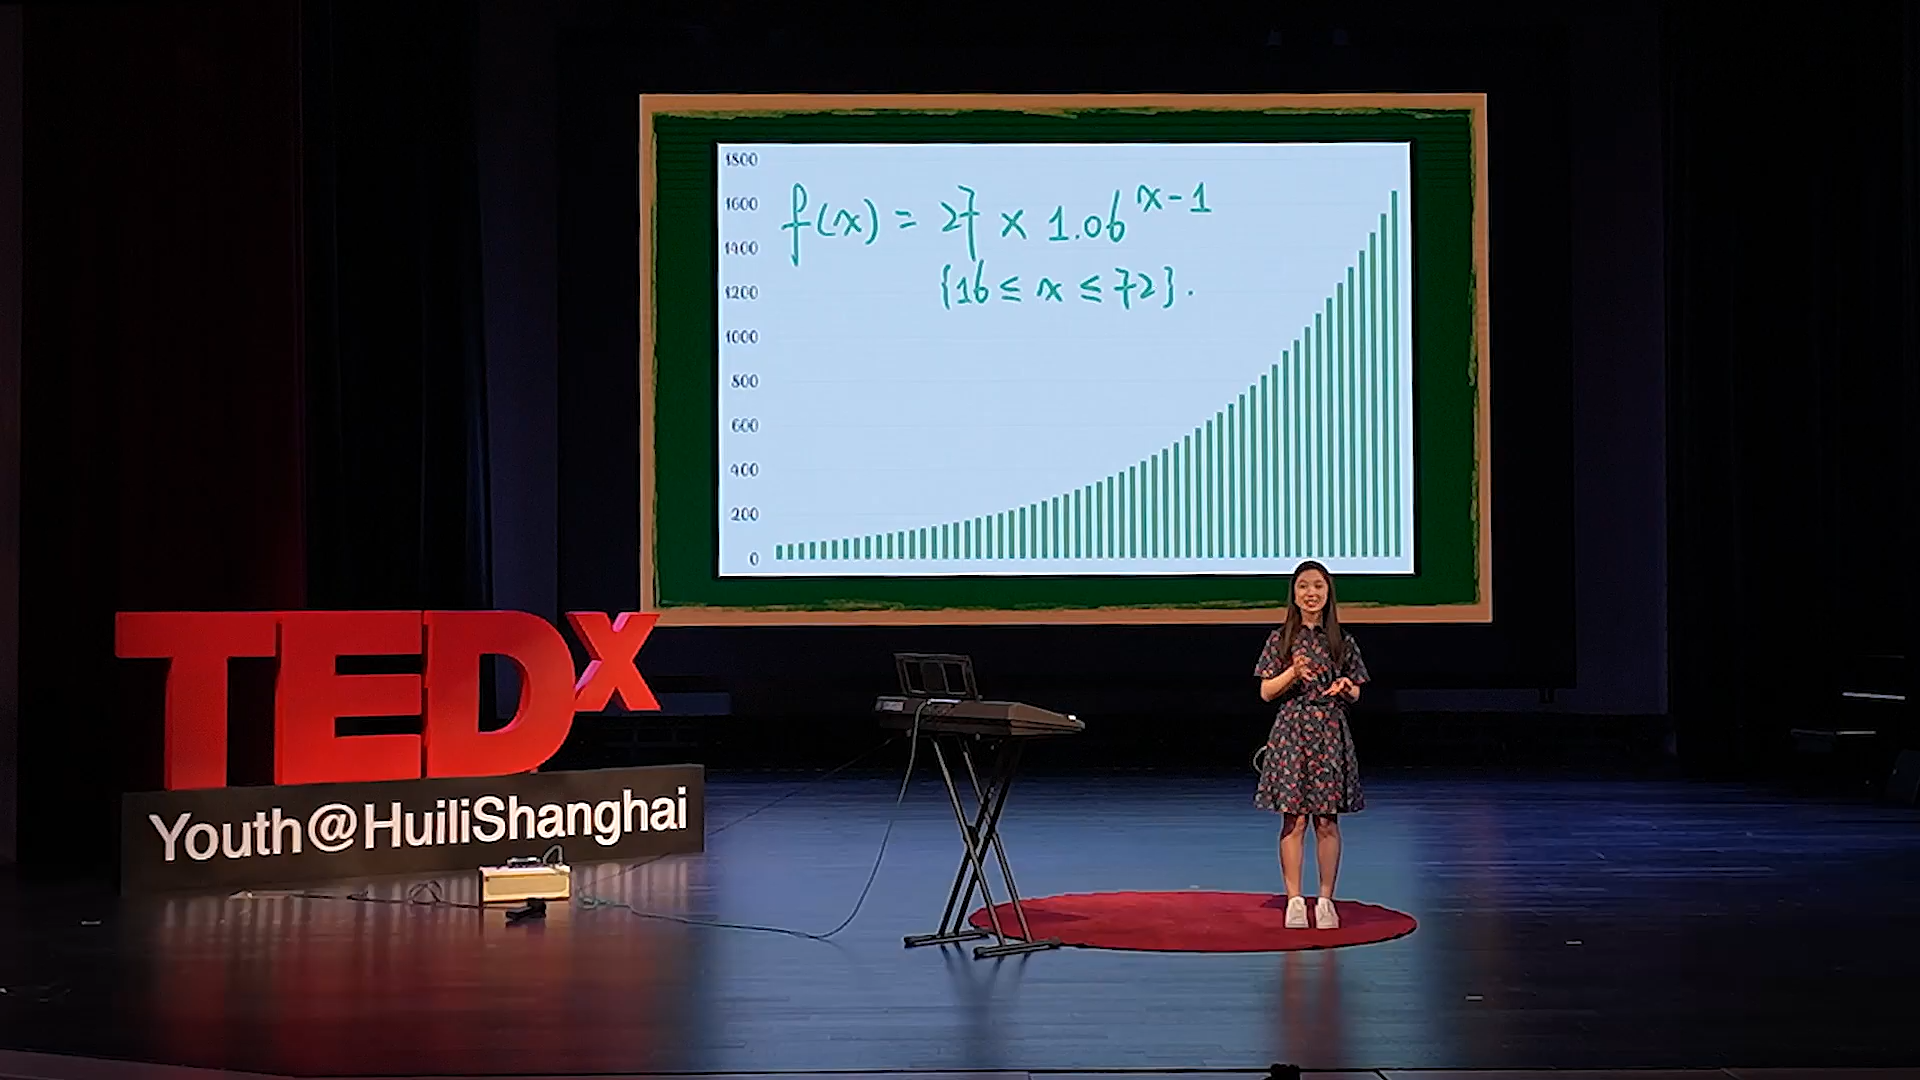 1800
1600
1400
1200
1000
800
600
400
200
0
f(x) = 27 × 1.06^x-1
{16 ≤ x ≤ 72}.
TEDx
Youth@HuiliShanghai